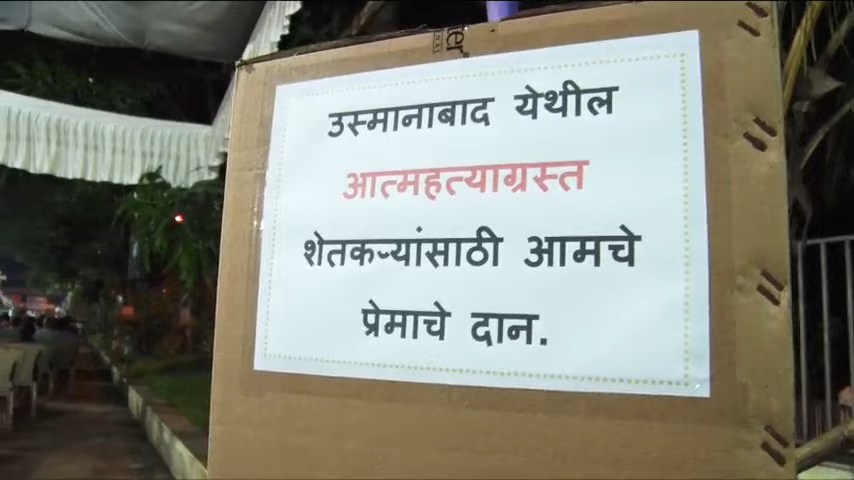 उस्मानाबाद येथील
आत्महत्याग्रस्त
शेतकऱ्यांसाठी आमचे
प्रेमाचे दान.